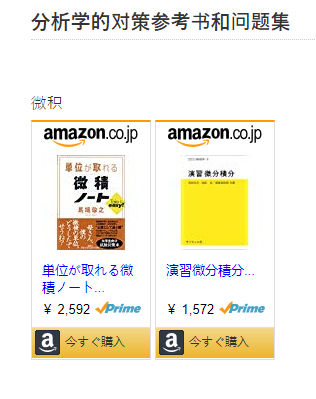 分析学的对策参考书和问题集
微积
amazon.co.jp
単位が取れる
微積
ノート
easy!
馬場敬之
単位が取れる微
積ノート...
¥ 2,592 Prime
今すぐ購入
amazon.co.jp
演習 微分積分
演習微分積分...
¥ 1,572 Prime
今すぐ購入